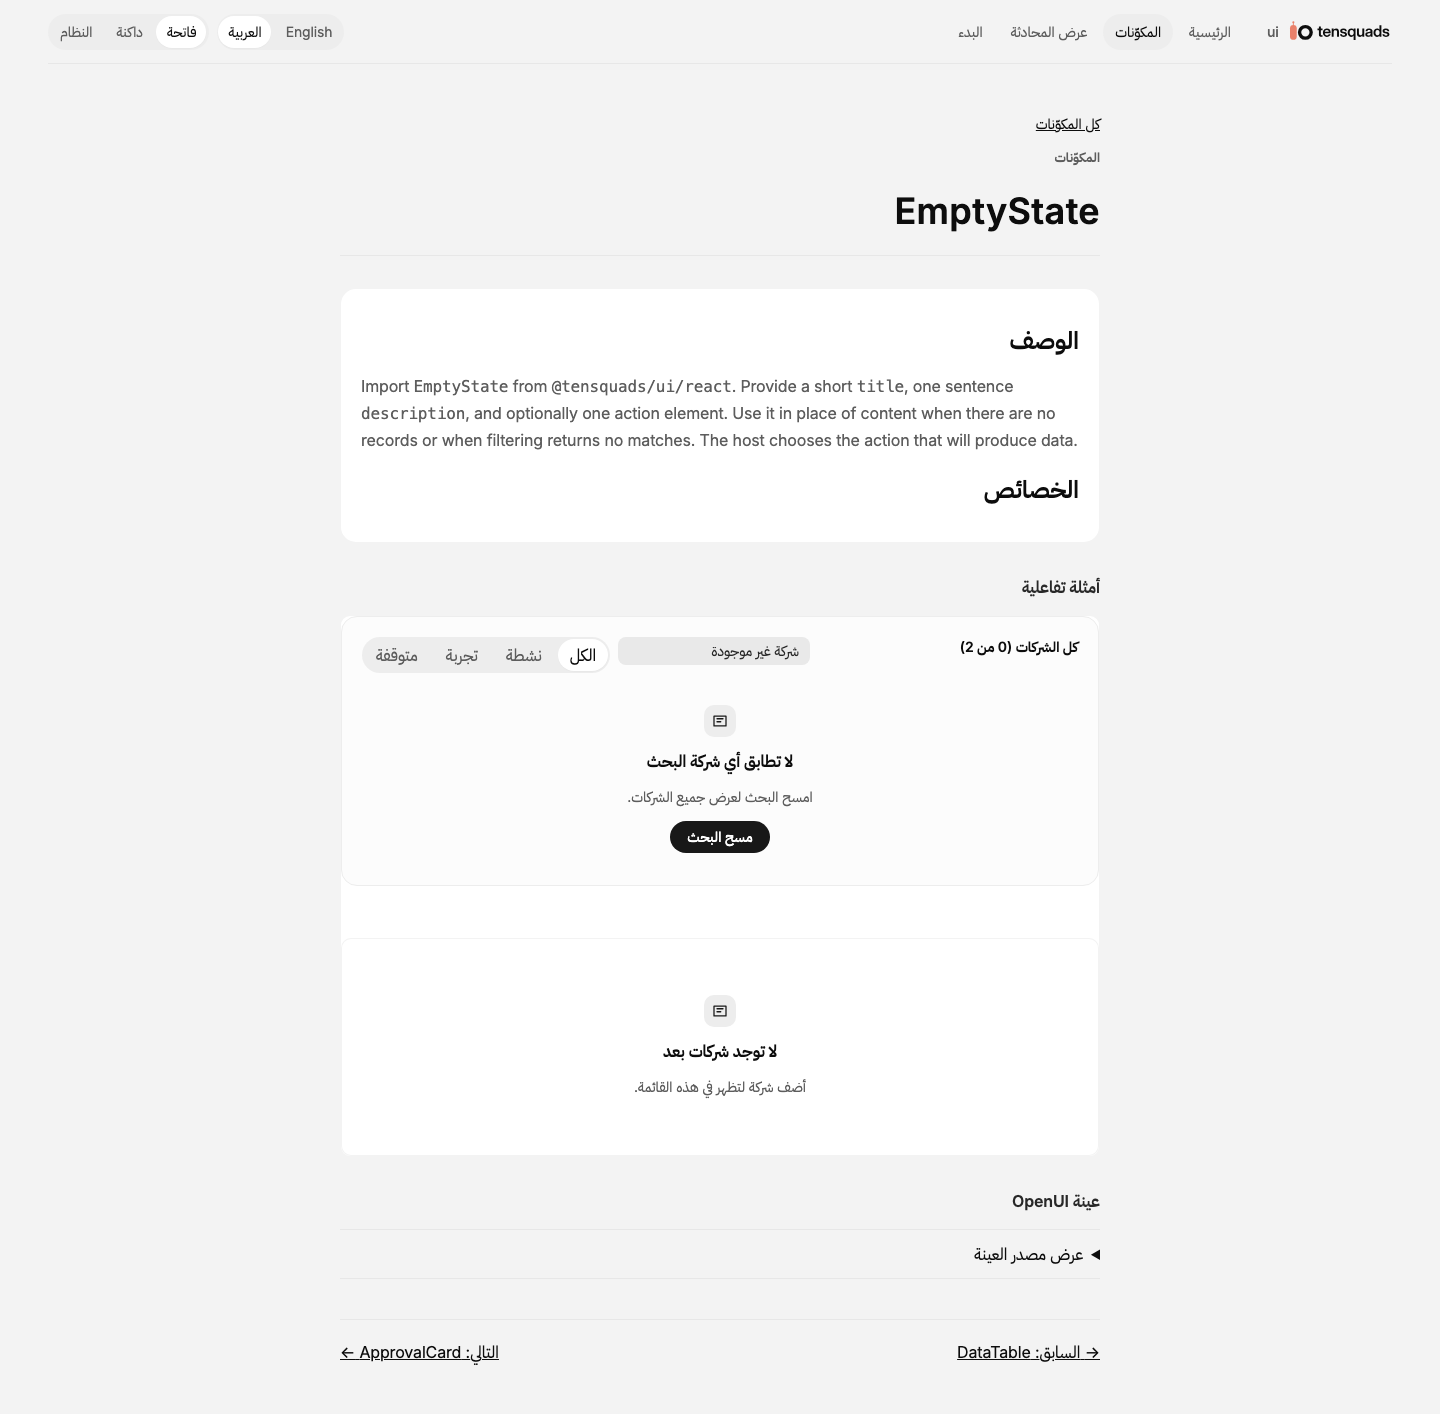 tensquads ui
الرئيسية
المكوّنات
عرض المحادثة
البدء
English
العربية
فاتحة
داكنة
النظام
كل المكوّنات
المكوّنات
EmptyState
الوصف
Import EmptyState from @tensquads/ui/react. Provide a short title, one sentence
description, and optionally one action element. Use it in place of content when there are no
records or when filtering returns no matches. The host chooses the action that will produce data.
الخصائص
أمثلة تفاعلية
كل الشركات (0 من 2)
شركة غير موجودة
الكل
نشطة
تجربة
متوقفة
لا تطابق أي شركة البحث
امسح البحث لعرض جميع الشركات.
مسح البحث
لا توجد شركات بعد
أضف شركة لتظهر في هذه القائمة.
عينة OpenUI
عرض مصدر العينة
→ السابق: DataTable
التالي: ApprovalCard ←